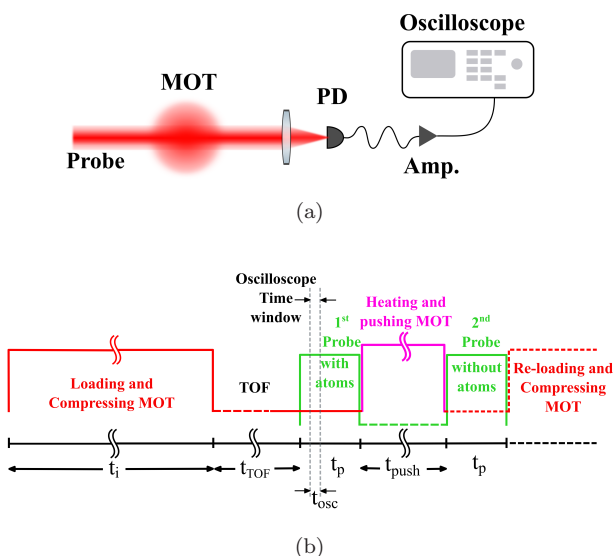 Oscilloscope
MOT
PD
Probe
Amp.
(a)
Oscilloscope
Time
window
Heating and
pushing MOT
1st
Probe
with
atoms
2nd
Probe
without
atoms
Loading and
Compressing MOT
TOF
Re-loading and
Compressing
MOT
ti
tTOF
tp
tpush
tp
tosc
(b)